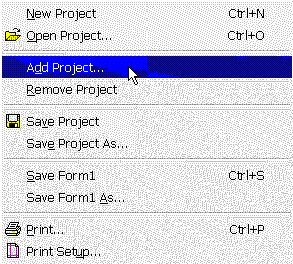 New Project Ctrl+N
Open Project... Ctrl+O
Add Project...
Remove Project
Save Project
Save Project As...
Save Form1 Ctrl+S
Save Form1 As...
Print... Ctrl+P
Print Setup...